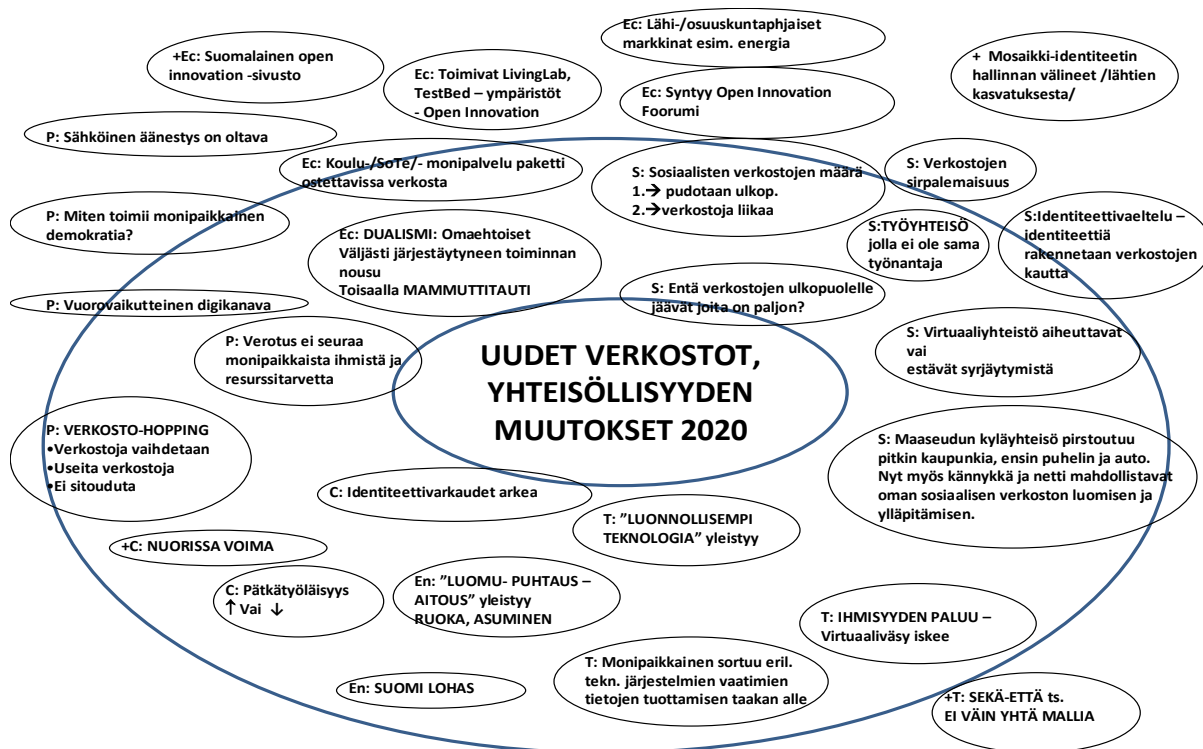 Ec: Lähi-/osuuskuntaphjaiset
markkinat esim. energia
+Ec: Suomalainen open
innovation -sivusto
Ec: Toimivat LivingLab,
TestBed – ympäristöt
- Open Innovation
Ec: Syntyy Open Innovation
Foorumi
+ Mosaikki-identiteetin
hallinnan välineet /lähtien
kasvatuksesta/
P: Sähköinen äänestys on oltava
Ec: Koulu-/SoTe/- monipalvelu paketti
ostettavissa verkosta
S: Sosiaalisten verkostojen määrä
1.→ pudotaan ulkop.
2.→verkostoja liikaa
S: Verkostojen
sirpalemaisuus
P: Miten toimii monipaikkainen
demokratia?
Ec: DUALISMI: Omaehtoiset
Väljästi järjestäytyneen toiminnan
nousu
Toisaalla MAMMUTTITAUTI
S:TYÖYHTEISÖ
jolla ei ole sama
työnantaja
S:Identiteettivaeltelu –
identiteettiä
rakennetaan verkostojen
kautta
P: Vuorovaikutteinen digikanava
S: Entä verkostojen ulkopuolelle
jäävät joita on paljon?
P: Verotus ei seuraa
monipaikkaista ihmistä ja
resurssitarvetta
S: Virtuaaliyhteistö aiheuttavat
vai
estävät syrjäytymistä
UUDET VERKOSTOT,
YHTEISÖLLISYYDEN
MUUTOKSET 2020
P: VERKOSTO-HOPPING
•Verkostoja vaihdetaan
•Useita verkostoja
•Ei sitouduta
S: Maaseudun kyläyhteisö pirstoutuu
pitkin kaupunkia, ensin puhelin ja auto.
Nyt myös kännykkä ja netti mahdollistavat
oman sosiaalisen verkoston luomisen ja
ylläpitämisen.
C: Identiteettivarkaudet arkea
T: ”LUONNOLLISEMPI
TEKNOLOGIA” yleistyy
+C: NUORISSA VOIMA
C: Pätkätyöläisyys
↑ Vai ↓
En: ”LUOMU- PUHTAUS –
AITOUS” yleistyy
RUOKA, ASUMINEN
T: IHMISYYDEN PALUU –
Virtuaaliväsy iskee
En: SUOMI LOHAS
T: Monipaikkainen sortuu eril.
tekn. järjestelmien vaatimien
tietojen tuottamisen taakan alle
+T: SEKÄ-ETTÄ ts.
EI VÄIN YHTÄ MALLIA